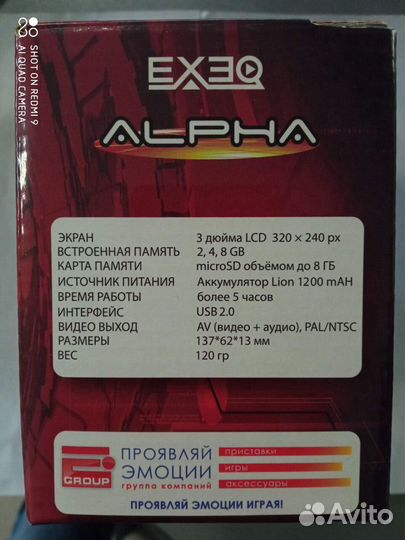 SHOT ON REDMI 9
AI QUAD CAMERA
EXEQ
ALPHA
ЭКРАН 3 дюйма LCD 320 × 240 px
ВСТРОЕННАЯ ПАМЯТЬ 2, 4, 8 GB
КАРТА ПАМЯТИ microSD объёмом до 8 ГБ
ИСТОЧНИК ПИТАНИЯ Аккумулятор Lion 1200 mAH
ВРЕМЯ РАБОТЫ более 5 часов
ИНТЕРФЕЙС USB 2.0
ВИДЕО ВЫХОД AV (видео + аудио), PAL/NTSC
РАЗМЕРЫ 137*62*13 мм
ВЕС 120 гр
GROUP
ПРОЯВЛЯЙ
ЭМОЦИИ
группа компаний
приставки
игры
аксессуары
ПРОЯВЛЯЙ ЭМОЦИИ ИГРАЯ!
Avito